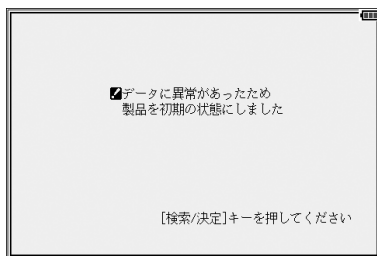 データに異常があったため
製品を初期の状態にしました
[検索/決定]キーを押してください